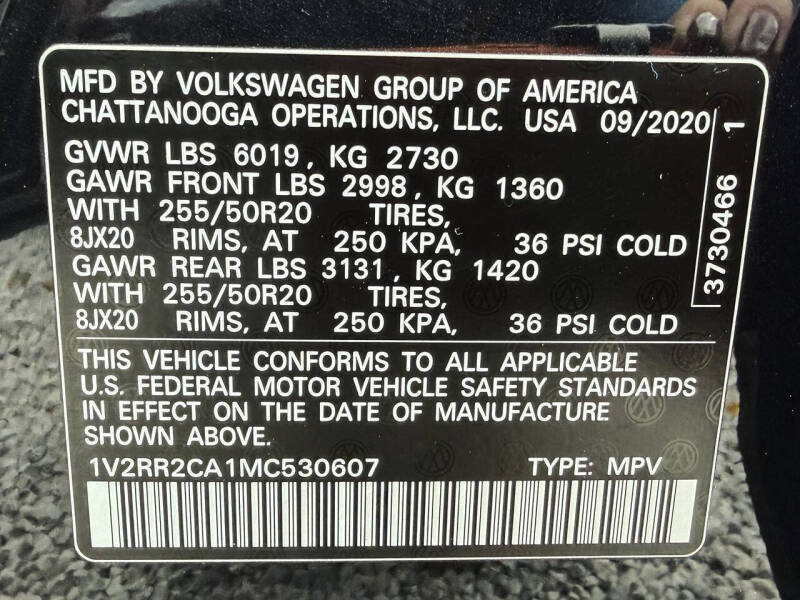 MFD BY VOLKSWAGEN GROUP OF AMERICA
CHATTANOOGA OPERATIONS, LLC. USA 09/2020
GVWR LBS 6019, KG 2730
GAWR FRONT LBS 2998, KG 1360
WITH 255/50R20 TIRES,
8JX20 RIMS, AT 250 KPA, 36 PSI COLD
GAWR REAR LBS 3131, KG 1420
WITH 255/50R20 TIRES,
8JX20 RIMS, AT 250 KPA, 36 PSI COLD
3730466 1
THIS VEHICLE CONFORMS TO ALL APPLICABLE
U.S. FEDERAL MOTOR VEHICLE SAFETY STANDARDS
IN EFFECT ON THE DATE OF MANUFACTURE
SHOWN ABOVE.
1V2RR2CA1MC530607 TYPE: MPV